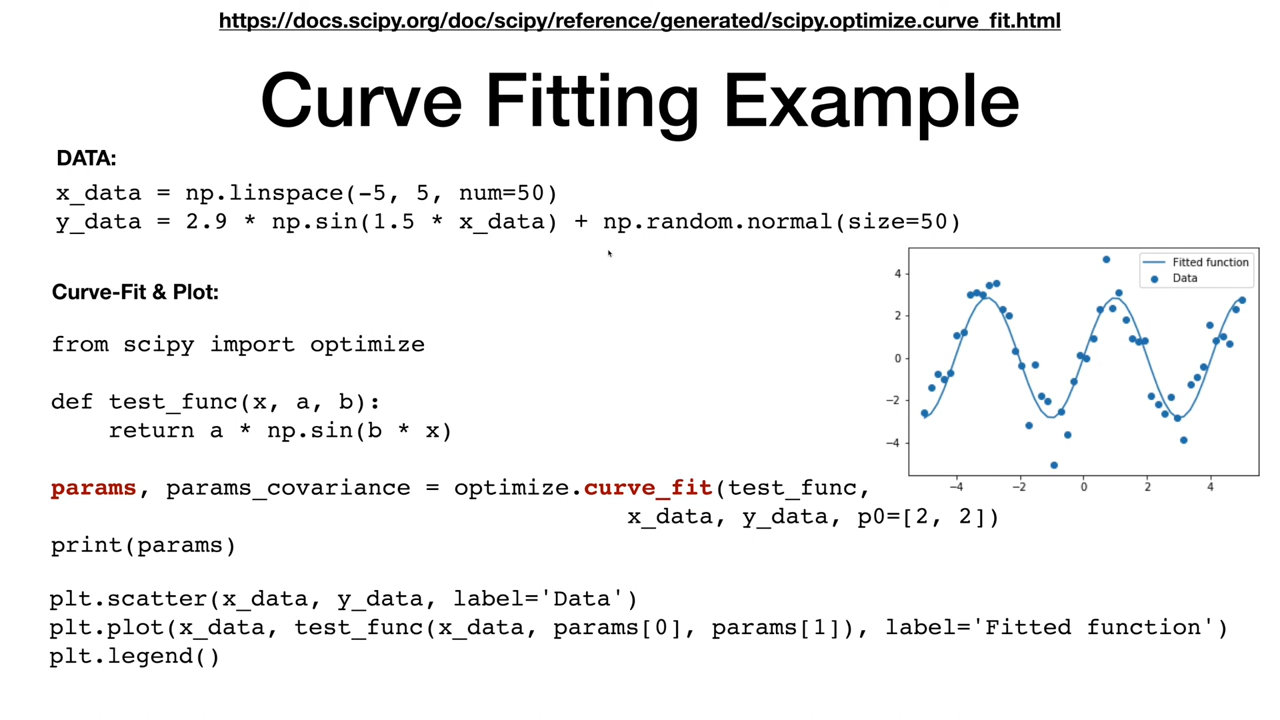 https://docs.scipy.org/doc/scipy/reference/generated/scipy.optimize.curve_fit.html
Curve Fitting Example
DATA:
x_data = np.linspace(-5, 5, num=50)
y_data = 2.9 * np.sin(1.5 * x_data) + np.random.normal(size=50)
Curve-Fit & Plot:
from scipy import optimize
def test_func(x, a, b):
    return a * np.sin(b * x)
params, params_covariance = optimize.curve_fit(test_func,
                                        x_data, y_data, p0=[2, 2])
print(params)
plt.scatter(x_data, y_data, label='Data')
plt.plot(x_data, test_func(x_data, params[0], params[1]), label='Fitted function')
plt.legend()
Fitted function
Data
4
2
0
−2
−4
−4 −2 0 2 4